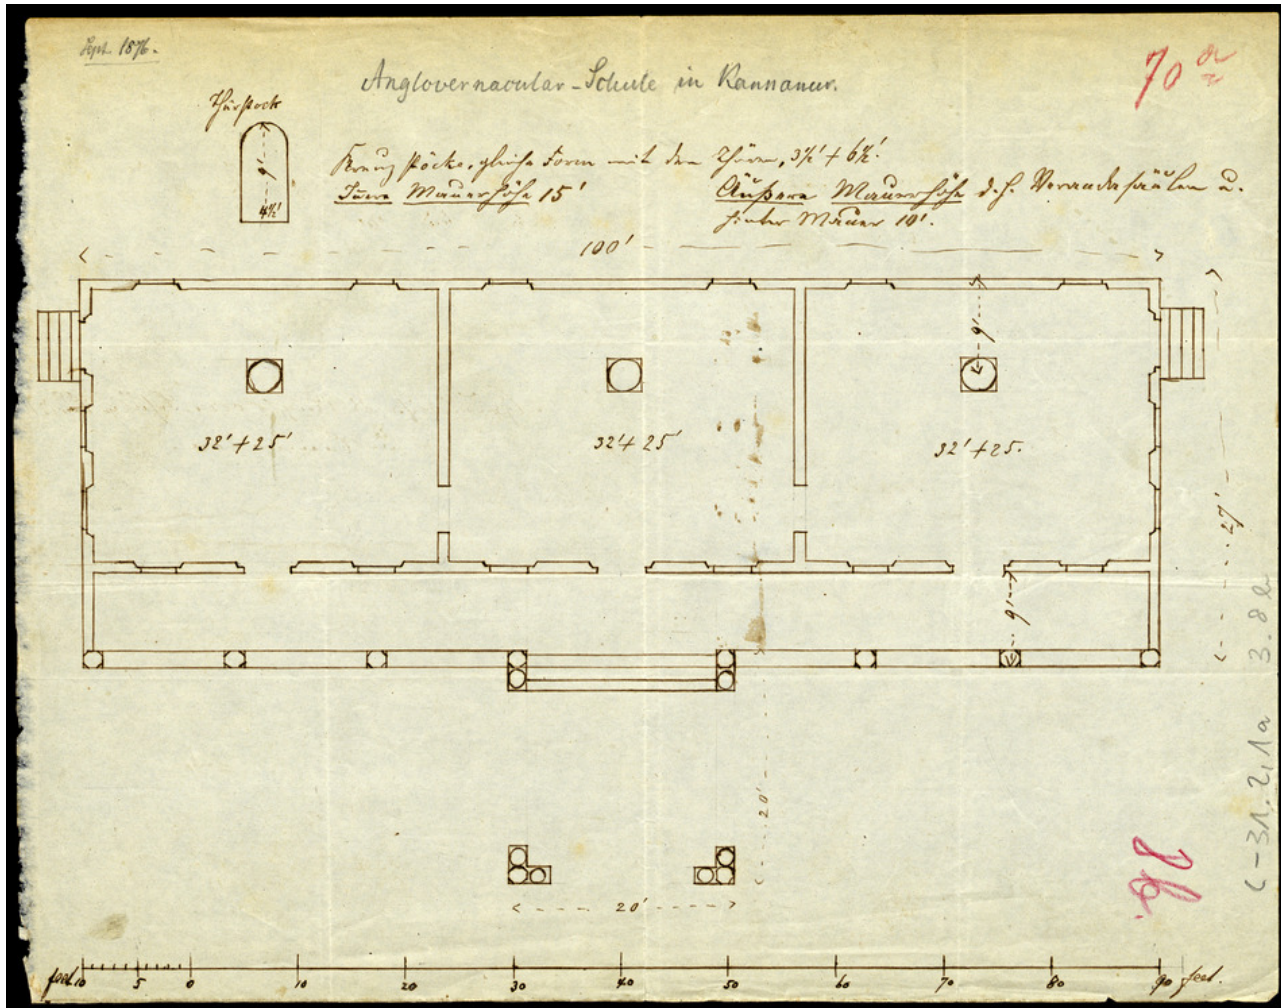 Sept. 1876.
70 a
Anglovernacular-Schule in Kannanur.
Thürstock
9'
4½'
Kreuzstöcke, gleiche Form mit den Thüren, 3½' + 6½'.
Innere Mauerhöhe 15'
Äußere Mauerhöhe d.h. Verandasäulen u.
hinter Mauer 10'.
100'
9'
32' + 25'
32' + 25'
32' + 25.
27'
9'
20'
20'
C-31.2,1a 3.8
feet 10 5 0 10 20 30 40 50 60 70 80 90 feet.